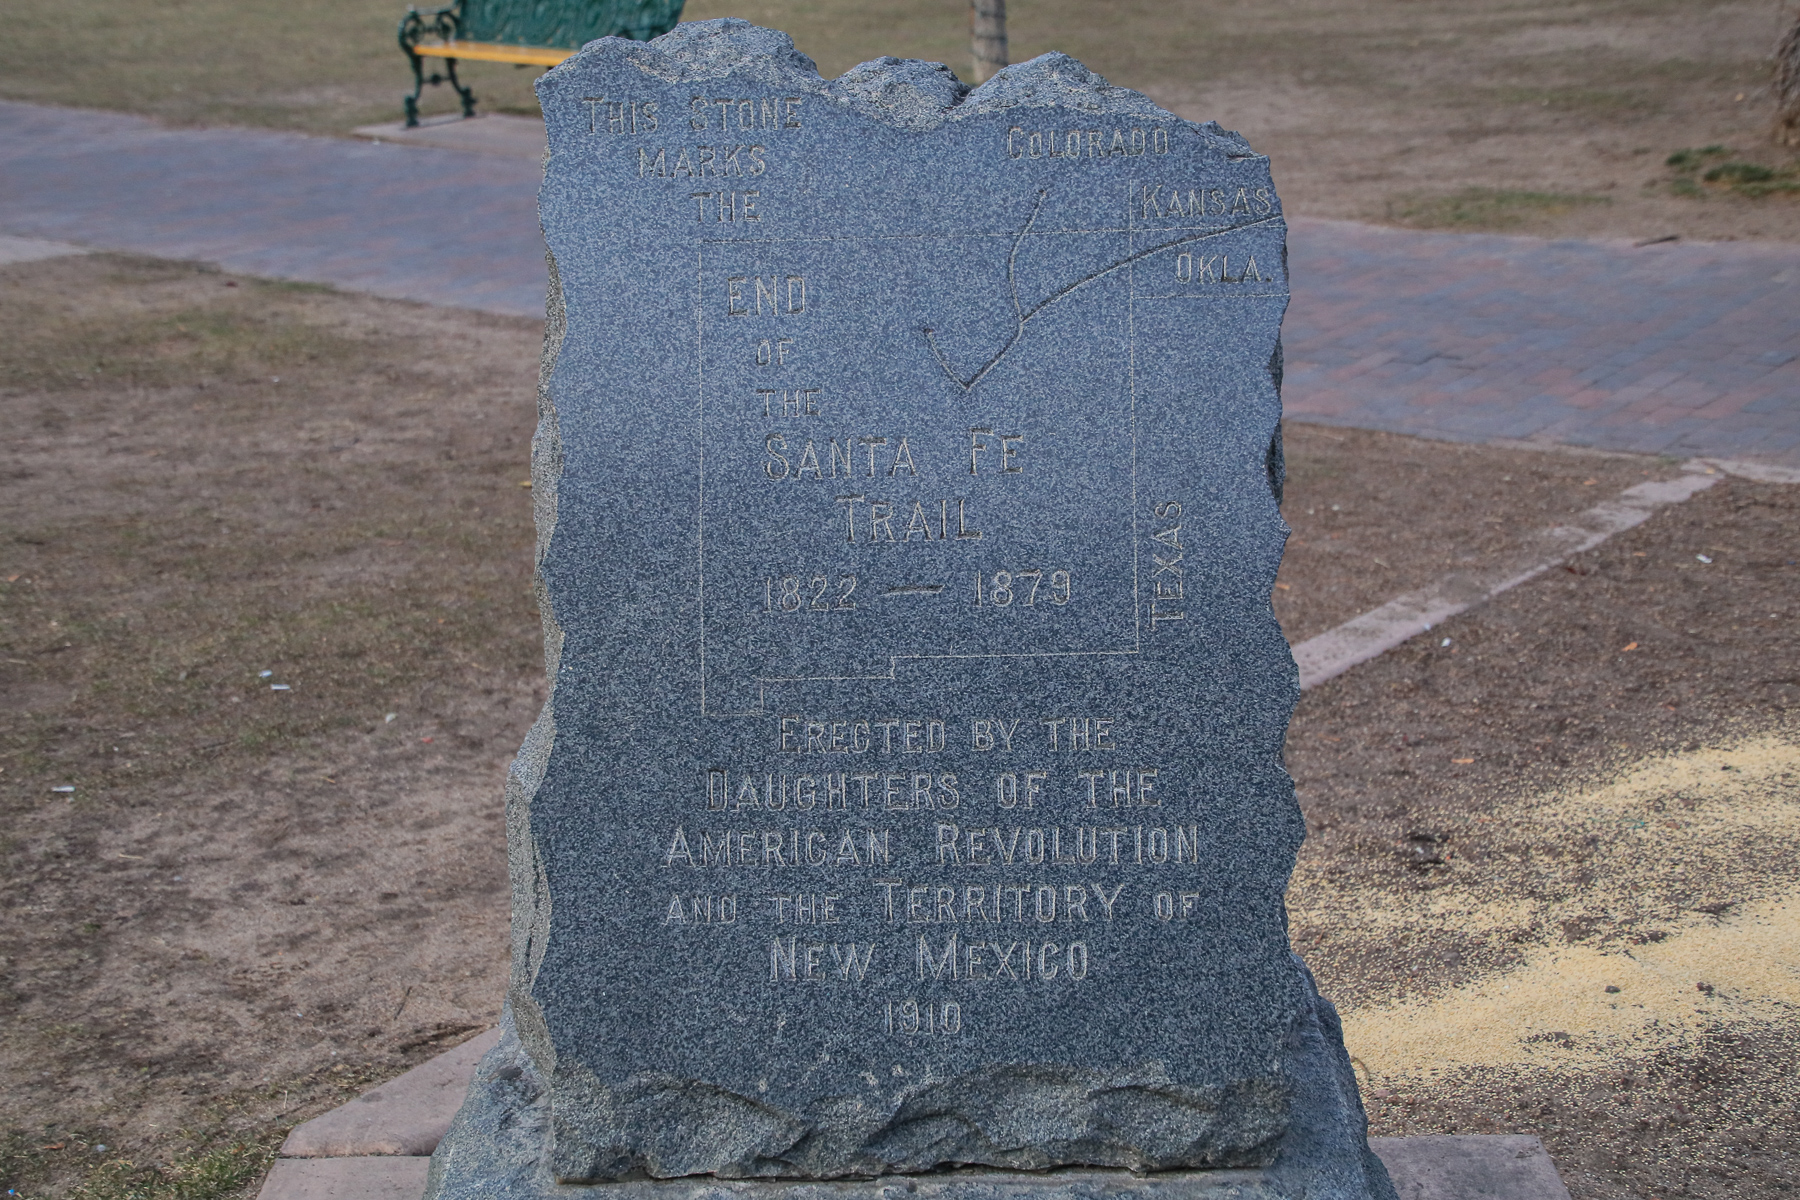 THIS STONE
MARKS
THE
COLORADO
KANSAS
OKLA.
END
OF
THE
SANTA FE
TRAIL
1822 — 1879
TEXAS
ERECTED BY THE
DAUGHTERS OF THE
AMERICAN REVOLUTION
AND THE TERRITORY OF
NEW MEXICO
1910